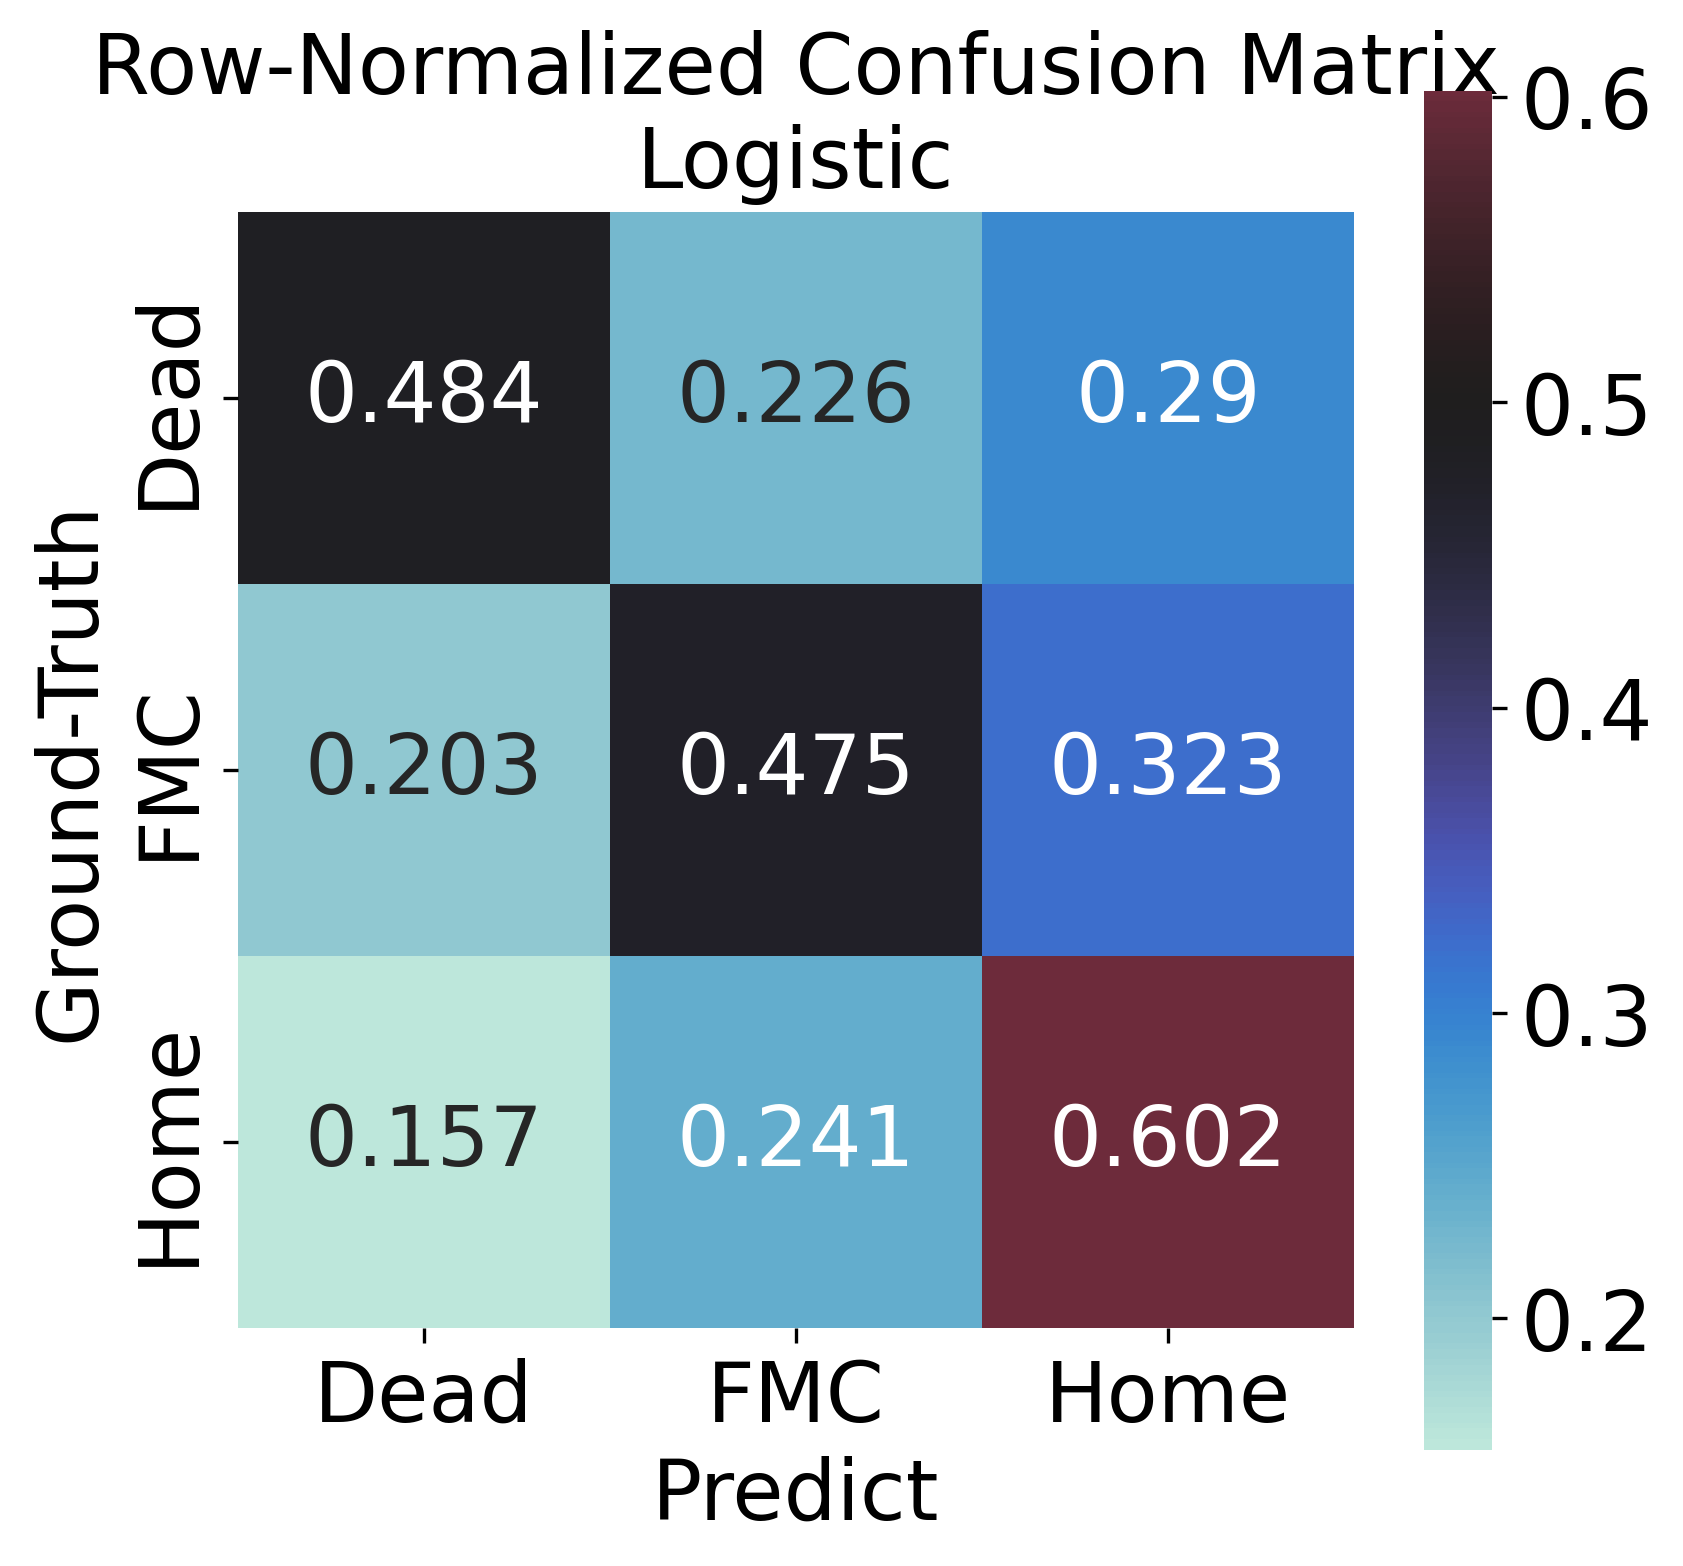 Row-Normalized Confusion Matrix
Logistic
Ground-Truth
Dead
0.484 0.226 0.29
FMC
0.203 0.475 0.323
Home
0.157 0.241 0.602
Dead FMC Home
Predict
0.6
0.5
0.4
0.3
0.2